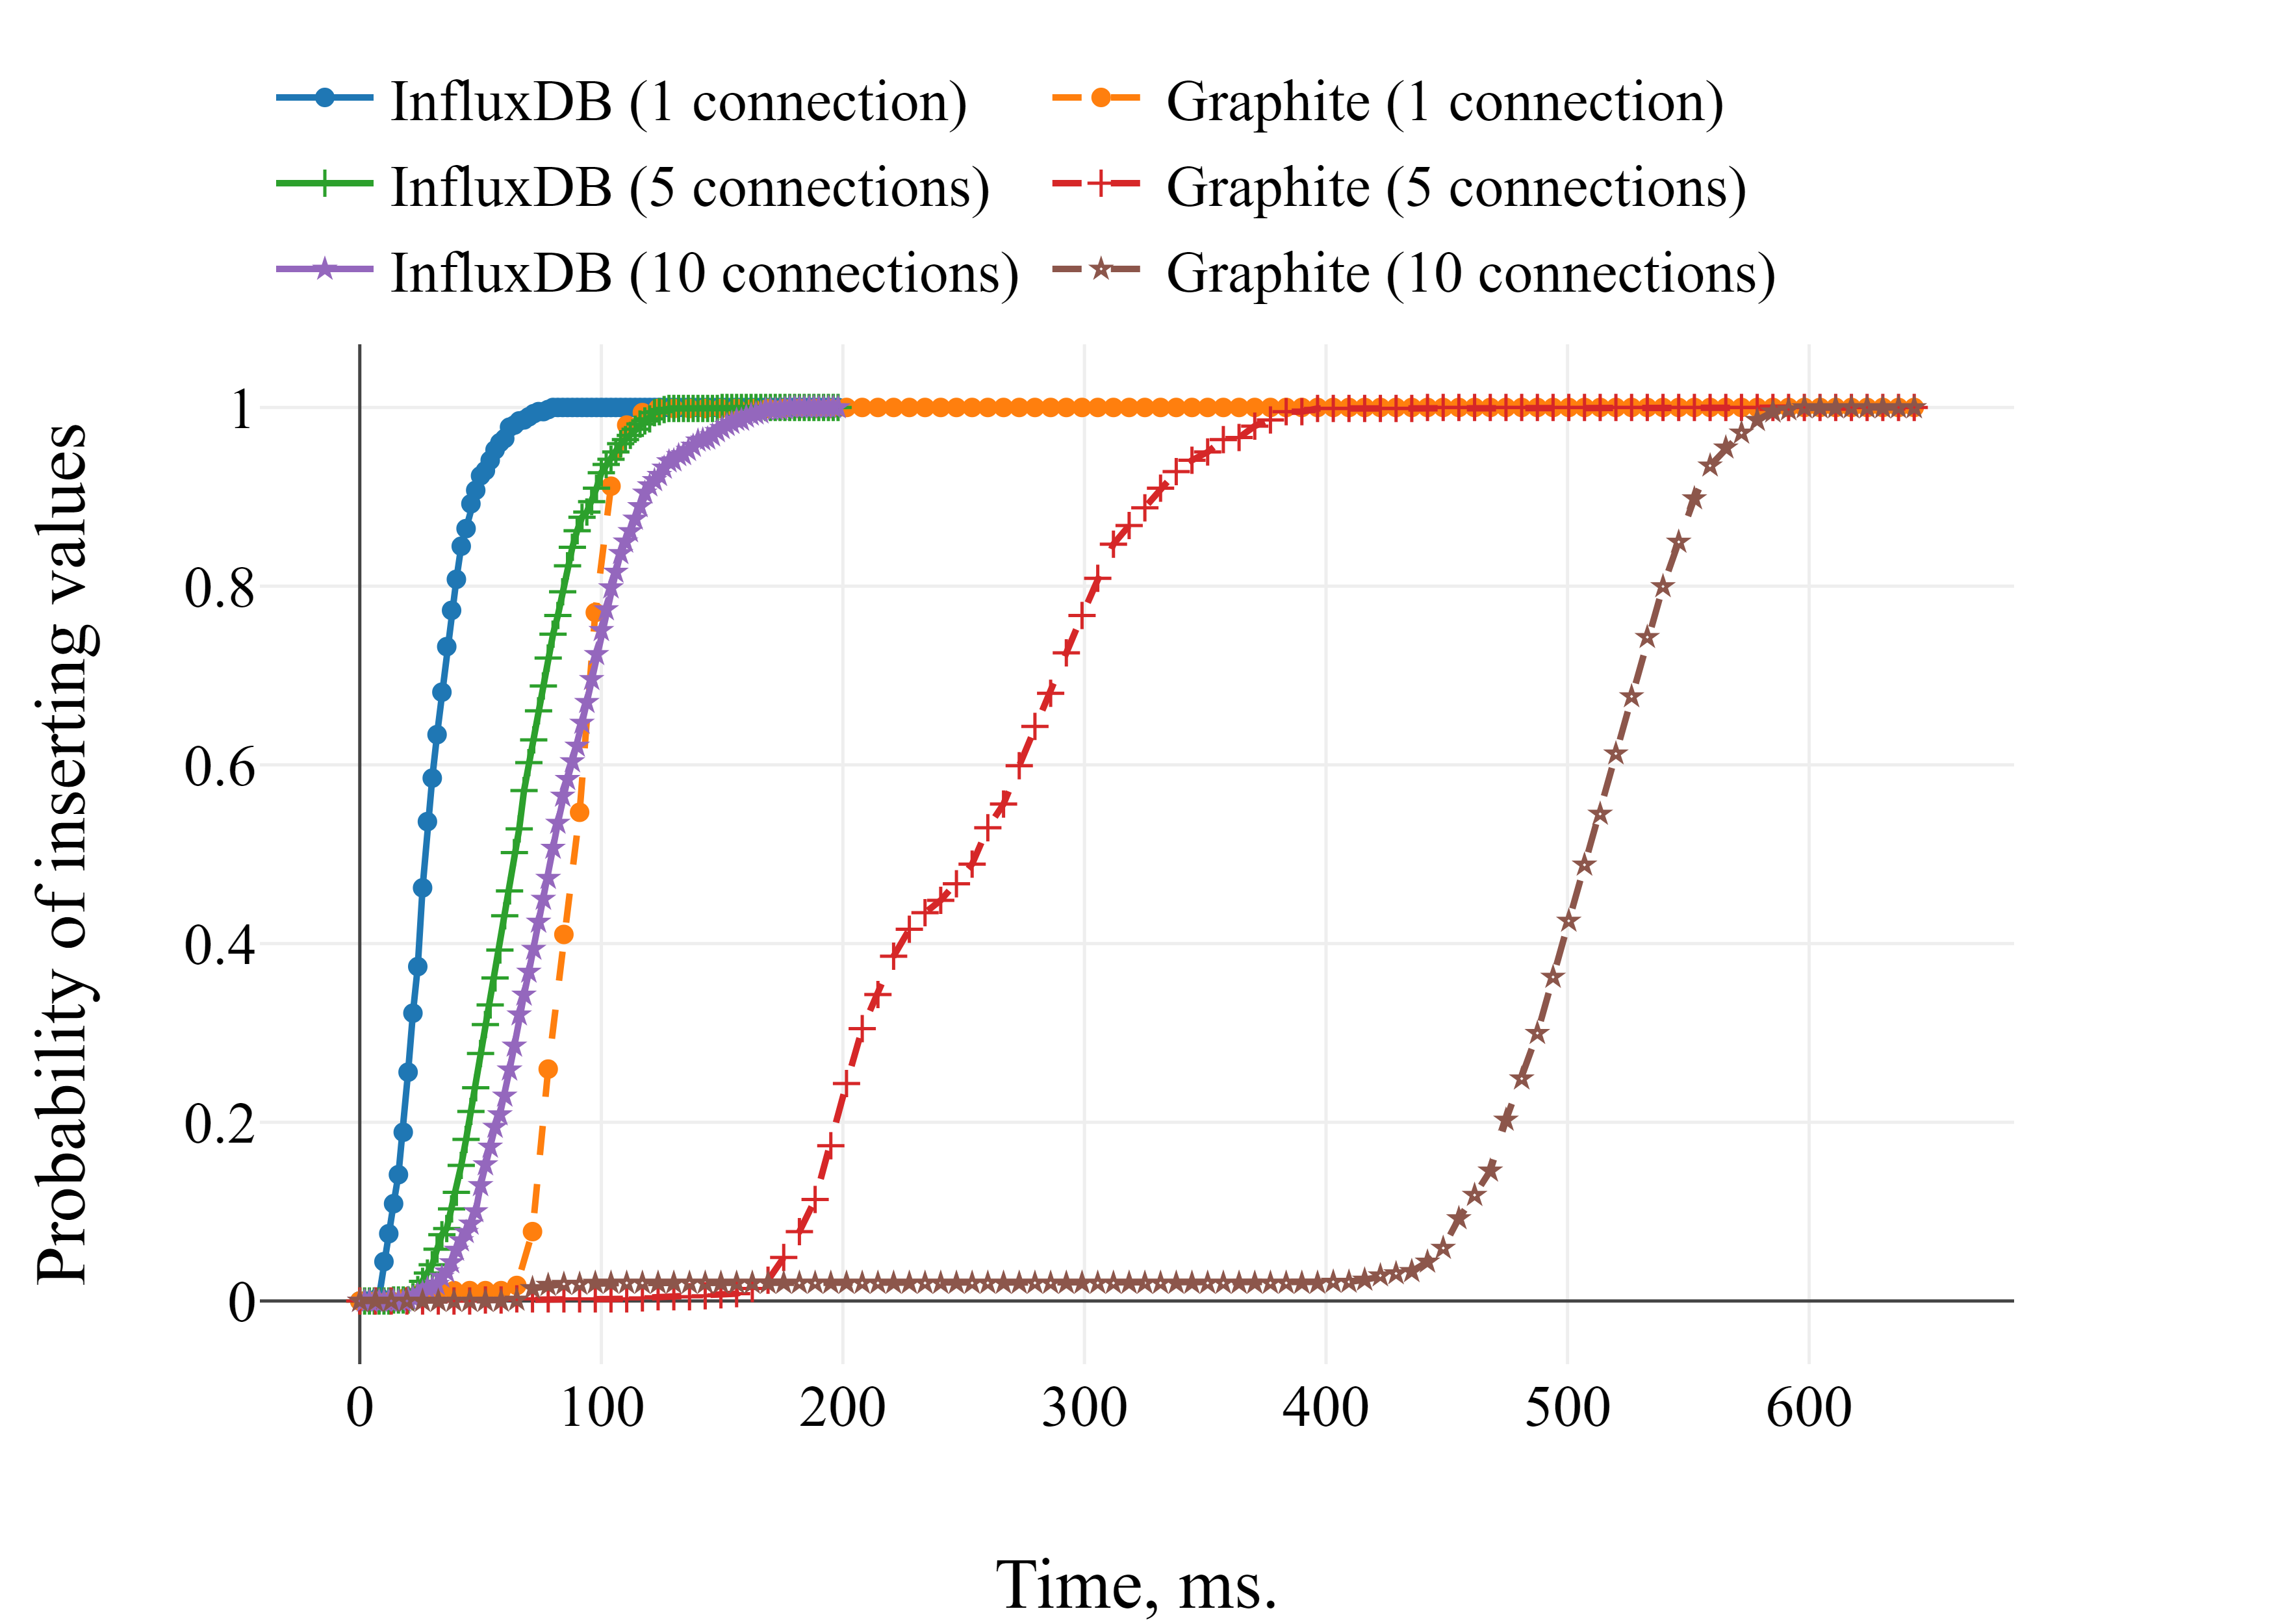 InfluxDB (1 connection)
Graphite (1 connection)
InfluxDB (5 connections)
Graphite (5 connections)
InfluxDB (10 connections)
Graphite (10 connections)
Probability of inserting values
1
0.8
0.6
0.4
0.2
0
0 100 200 300 400 500 600
Time, ms.